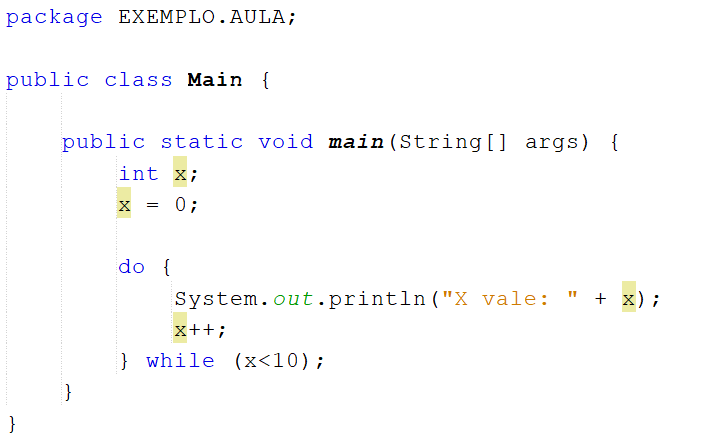 package EXEMPLO.AULA;
public class Main {
public static void main(String[] args) {
int x;
x = 0;
do {
System.out.println("X vale: " + x);
x++;
} while (x<10);
}
}